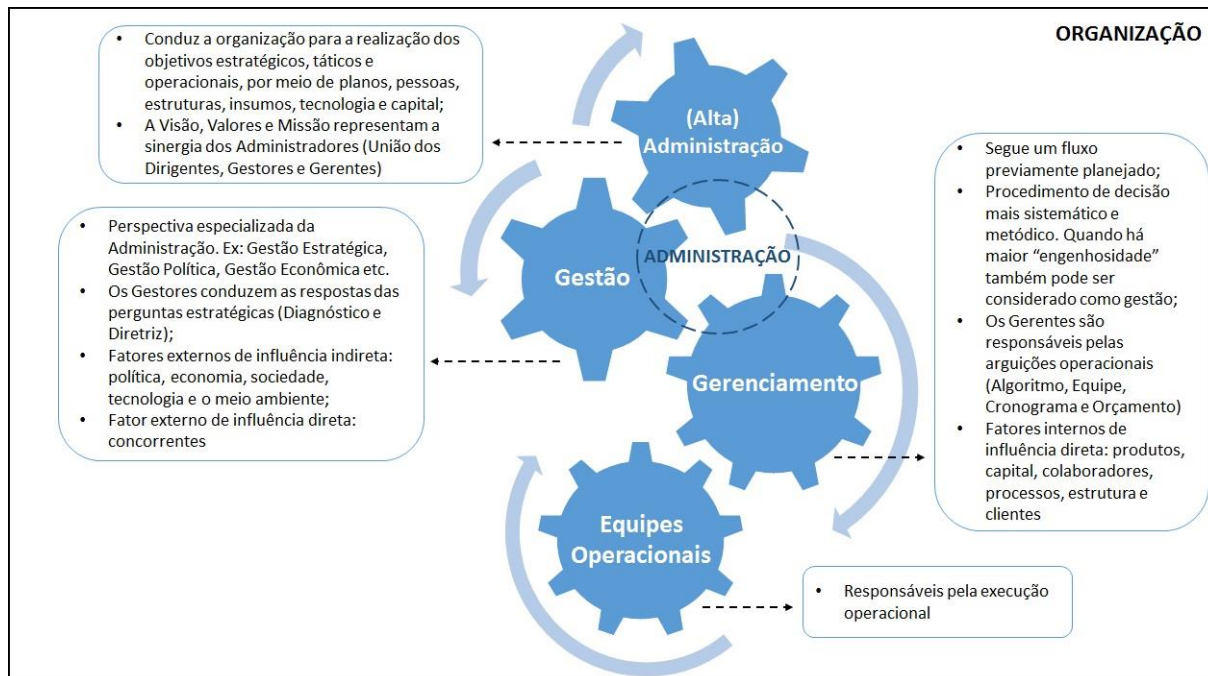 ORGANIZAÇÃO
• Conduz a organização para a realização dos
objetivos estratégicos, táticos e
operacionais, por meio de planos, pessoas,
estruturas, insumos, tecnologia e capital;
• A Visão, Valores e Missão representam a
sinergia dos Administradores (União dos
Dirigentes, Gestores e Gerentes)
(Alta)
Administração
• Perspectiva especializada da
Administração. Ex: Gestão Estratégica,
Gestão Política, Gestão Econômica etc.
• Os Gestores conduzem as respostas das
perguntas estratégicas (Diagnóstico e
Diretriz);
• Fatores externos de influência indireta:
política, economia, sociedade,
tecnologia e o meio ambiente;
• Fator externo de influência direta:
concorrentes
Gestão
ADMINISTRAÇÃO
Gerenciamento
• Segue um fluxo
previamente planejado;
• Procedimento de decisão
mais sistemático e
metódico. Quando há
maior “engenhosidade”
também pode ser
considerado como gestão;
• Os Gerentes são
responsáveis pelas
arguições operacionais
(Algoritmo, Equipe,
Cronograma e Orçamento)
• Fatores internos de
influência direta: produtos,
capital, colaboradores,
processos, estrutura e
clientes
Equipes
Operacionais
• Responsáveis pela execução
operacional